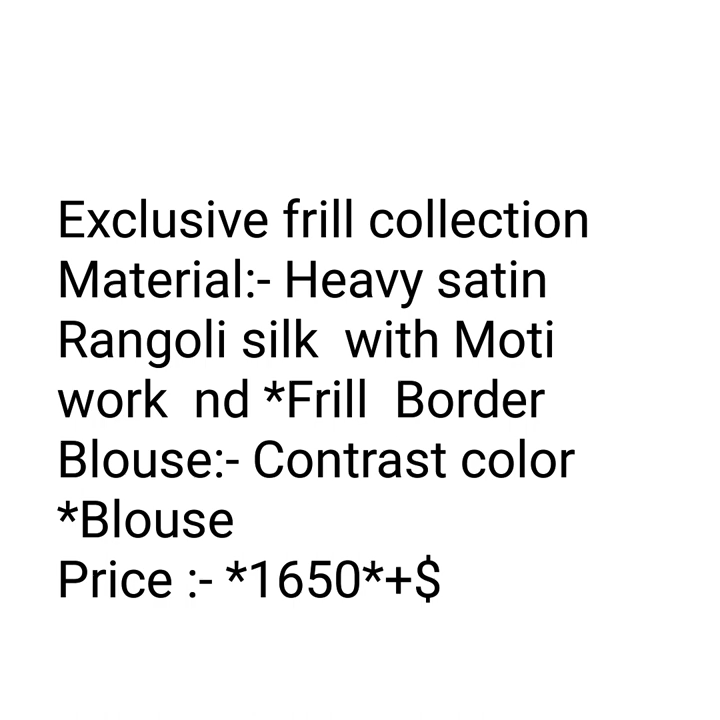 Exclusive frill collection
Material:- Heavy satin
Rangoli silk  with Moti
work  nd *Frill  Border
Blouse:- Contrast color
*Blouse
Price :- *1650*+$